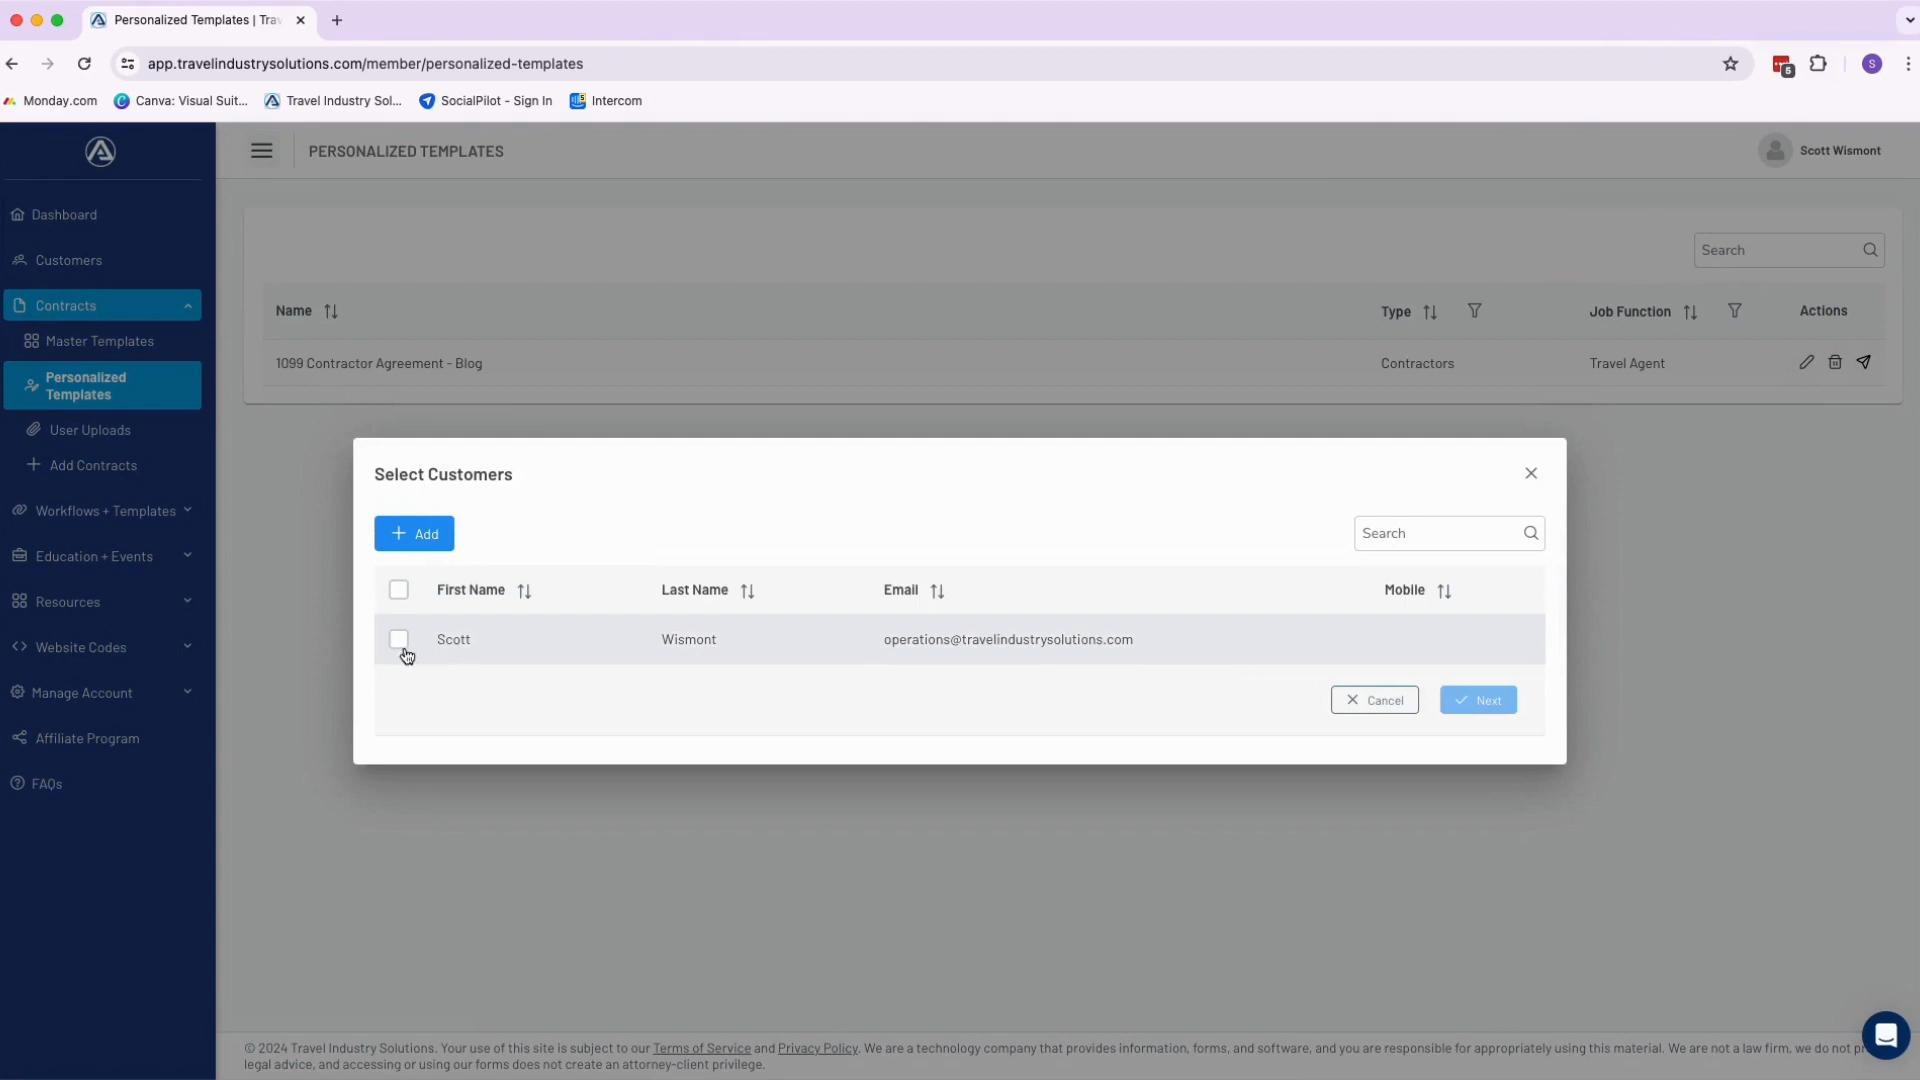 Personalized Templates | Trav
app.travelindustrysolutions.com/member/personalized-templates
5
S
Monday.com
Canva: Visual Suit...
Travel Industry Sol...
SocialPilot - Sign In
Intercom
PERSONALIZED TEMPLATES
Scott Wismont
Dashboard
Customers
Contracts
Master Templates
Personalized
Templates
User Uploads
Add Contracts
Workflows + Templates
Education + Events
Resources
Website Codes
Manage Account
Affiliate Program
FAQs
Search
Name
Type
Job Function
Actions
1099 Contractor Agreement - Blog
Contractors
Travel Agent
Select Customers
Add
Search
First Name
Last Name
Email
Mobile
Scott
Wismont
operations@travelindustrysolutions.com
Cancel
Next
© 2024 Travel Industry Solutions. Your use of this site is subject to our Terms of Service and Privacy Policy. We are a technology company that provides information, forms, and software, and you are responsible for appropriately using this material. We are not a law firm, we do not
legal advice, and accessing or using our forms does not create an attorney-client privilege.